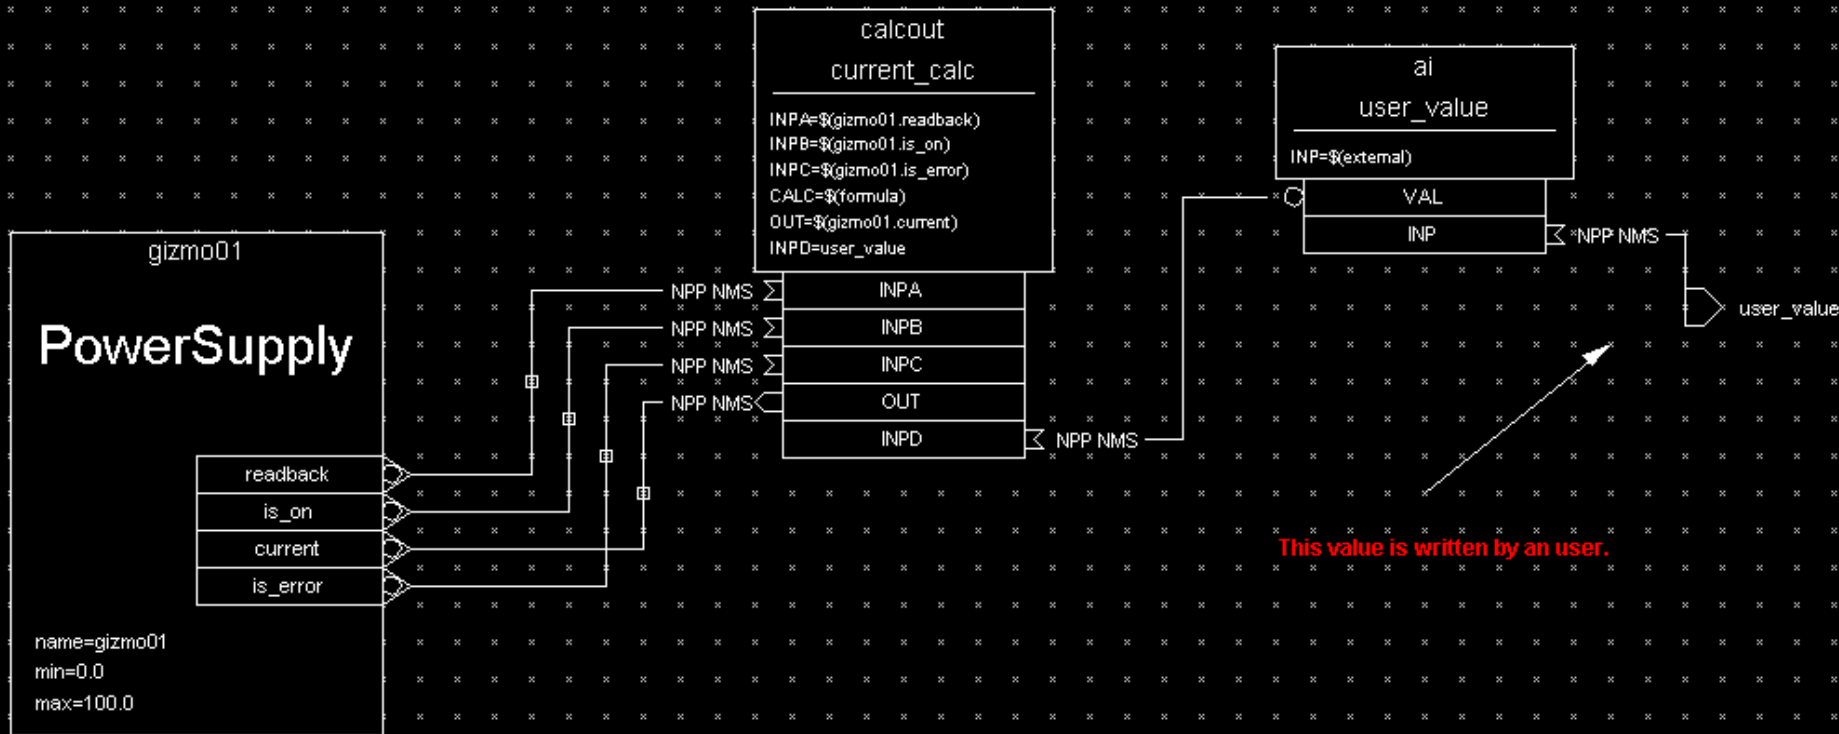 gizmo01
PowerSupply
readback
is_on
current
is_error
name=gizmo01
min=0.0
max=100.0
calcout
current_calc
INPA=$(gizmo01.readback)
INPB=$(gizmo01.is_on)
INPC=$(gizmo01.is_error)
CALC=$(formula)
OUT=$(gizmo01.current)
INPD=user_value
NPP NMS INPA
NPP NMS INPB
NPP NMS INPC
NPP NMS OUT
INPD NPP NMS
ai
user_value
INP=$(external)
VAL
INP NPP NMS
user_value
This value is written by an user.